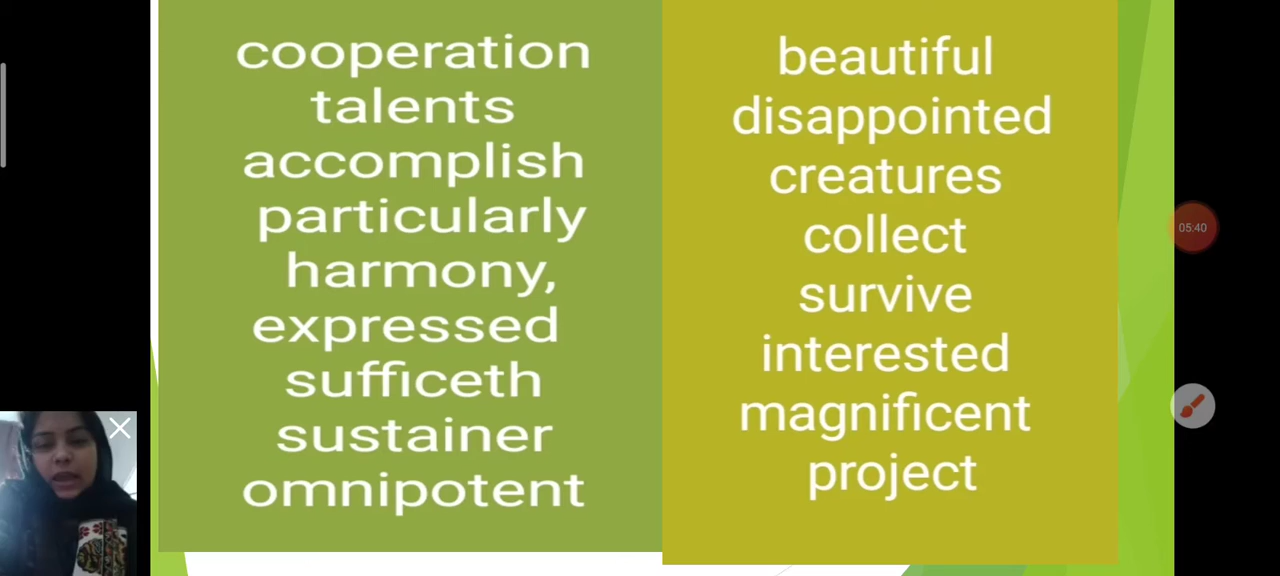 cooperation
talents
accomplish
particularly
harmony,
expressed
sufficeth
sustainer
omnipotent
beautiful
disappointed
creatures
collect
survive
interested
magnificent
project
05:40